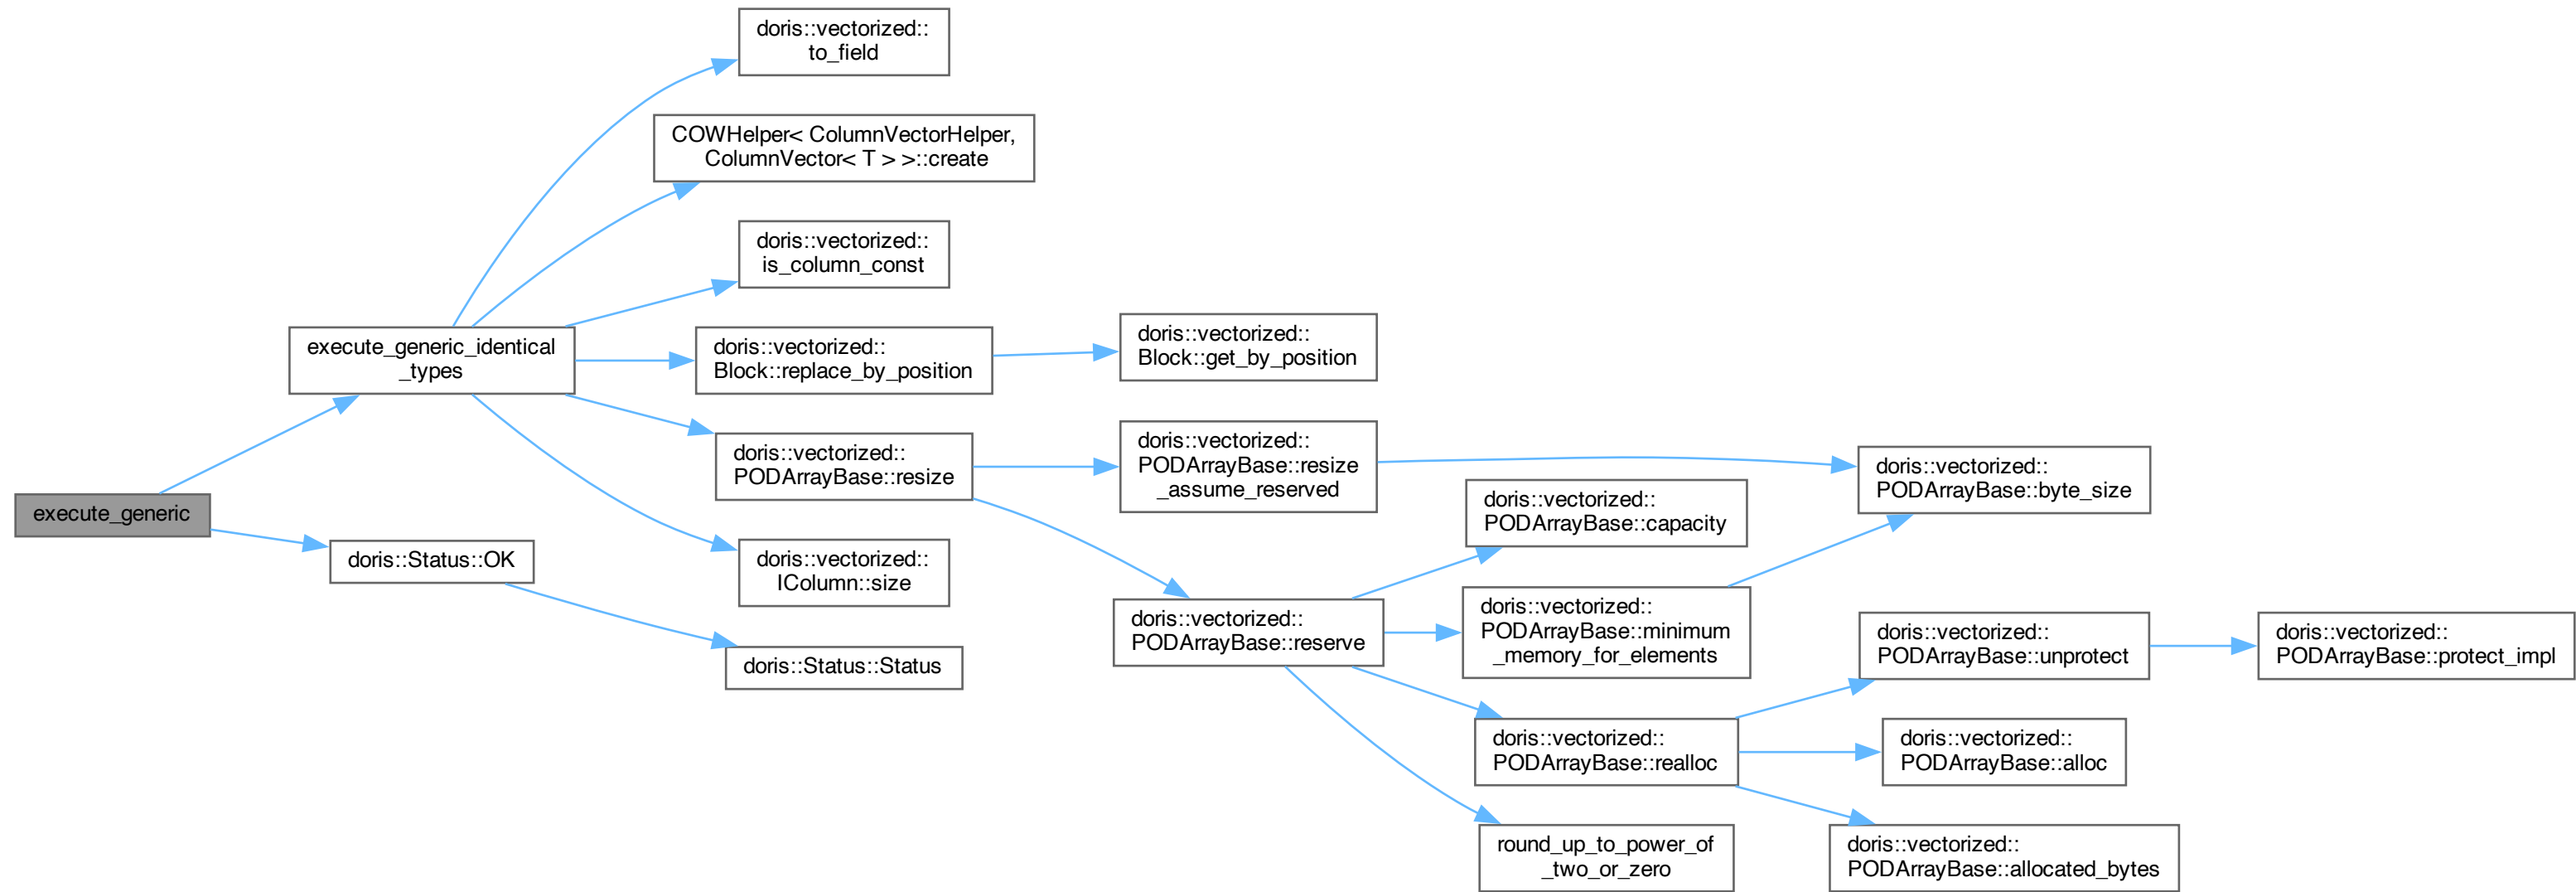 doris::vectorized::
to_field
COWHelper< ColumnVectorHelper,
ColumnVector< T > >::create
doris::vectorized::
is_column_const
execute_generic_identical
_types
doris::vectorized::
Block::replace_by_position
doris::vectorized::
Block::get_by_position
doris::vectorized::
PODArrayBase::resize
doris::vectorized::
PODArrayBase::resize
_assume_reserved
doris::vectorized::
PODArrayBase::byte_size
execute_generic
doris::Status::OK
doris::vectorized::
IColumn::size
doris::Status::Status
doris::vectorized::
PODArrayBase::capacity
doris::vectorized::
PODArrayBase::reserve
doris::vectorized::
PODArrayBase::minimum
_memory_for_elements
doris::vectorized::
PODArrayBase::unprotect
doris::vectorized::
PODArrayBase::protect_impl
doris::vectorized::
PODArrayBase::realloc
doris::vectorized::
PODArrayBase::alloc
round_up_to_power_of
_two_or_zero
doris::vectorized::
PODArrayBase::allocated_bytes